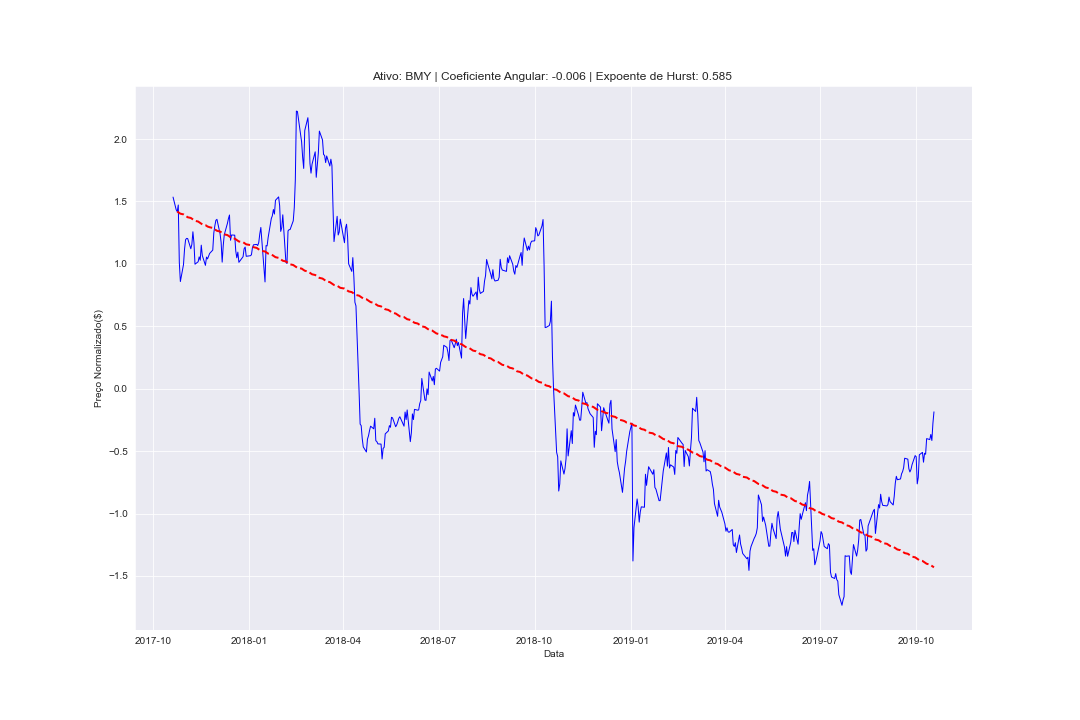 Ativo: BMY | Coeficiente Angular: -0.006 | Expoente de Hurst: 0.585
Preço Normalizado($)
2.0
1.5
1.0
0.5
0.0
−0.5
−1.0
−1.5
2017-10 2018-01 2018-04 2018-07 2018-10 2019-01 2019-04 2019-07 2019-10
Data